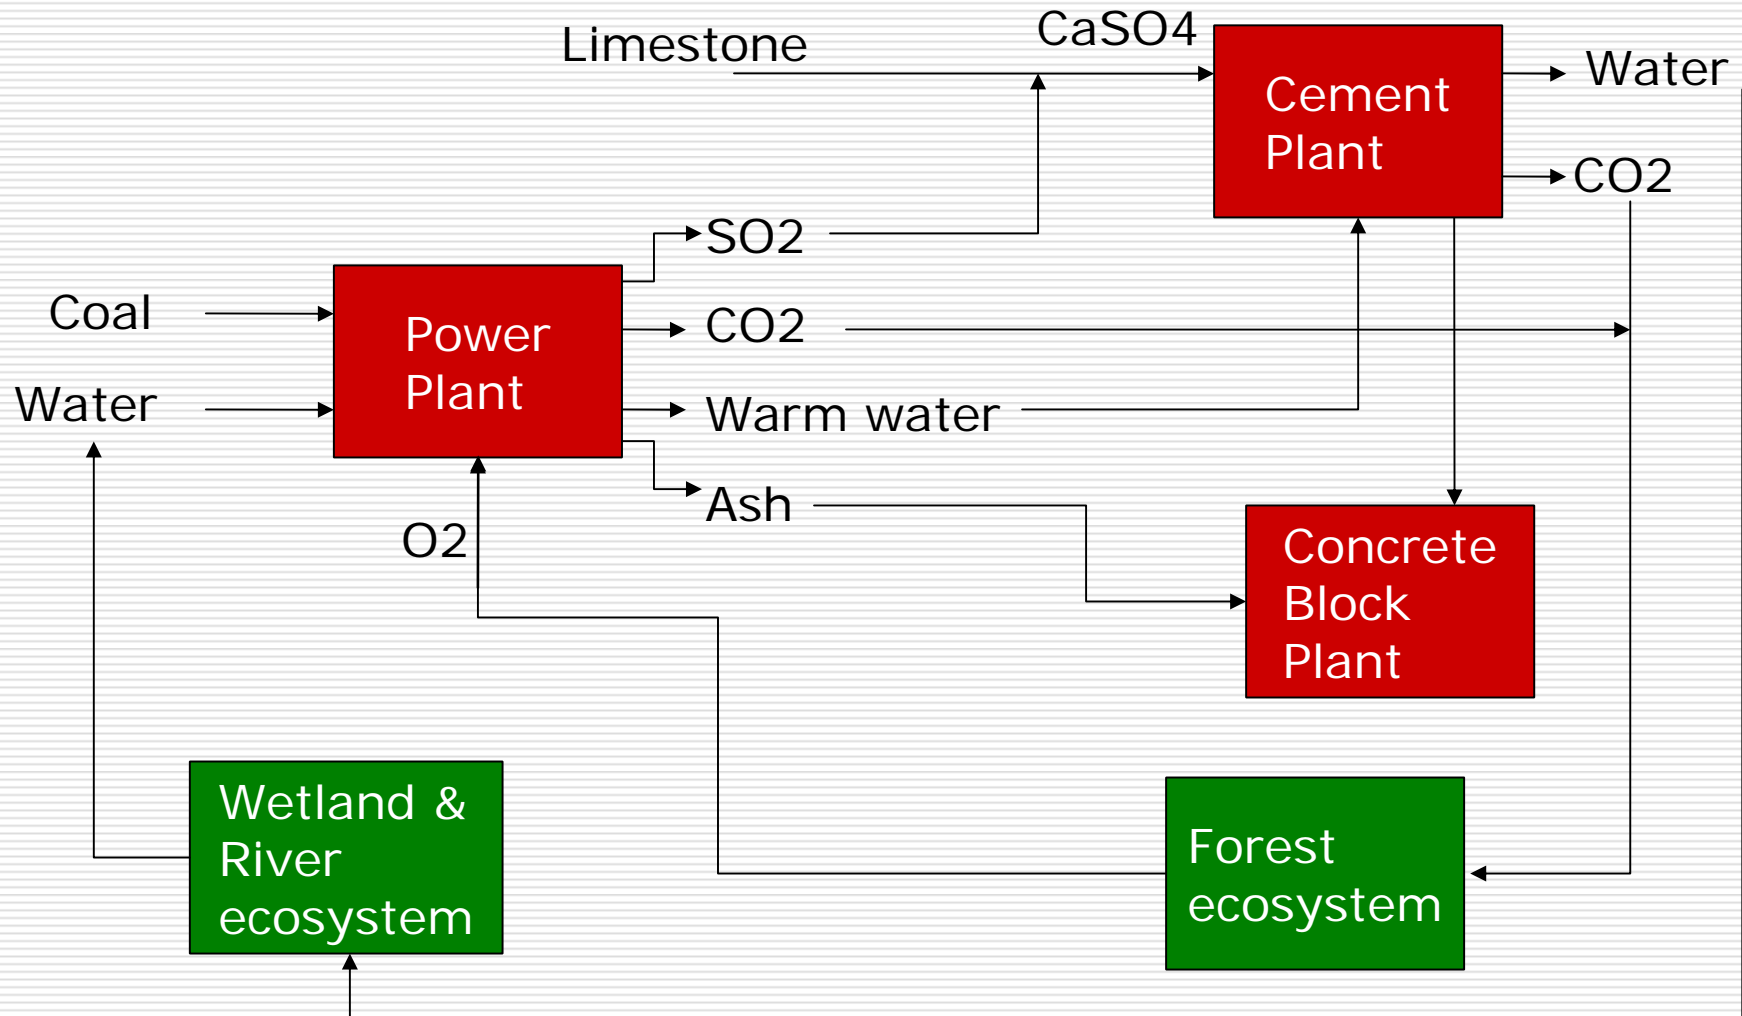 Limestone
CaSO4
Cement
Plant
Water
CO2
SO2
Coal
Power
Plant
CO2
Water
Warm water
Ash
O2
Concrete
Block
Plant
Wetland &
River
ecosystem
Forest
ecosystem